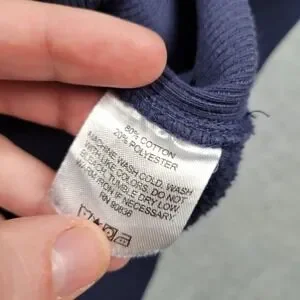 80% COTTON
20% POLYESTER
MACHINE WASH COLD, WASH
WITH LIKE COLORS, DO NOT
BLEACH, TUMBLE DRY LOW.
WARM IRON IF NECESSARY
RN 90836